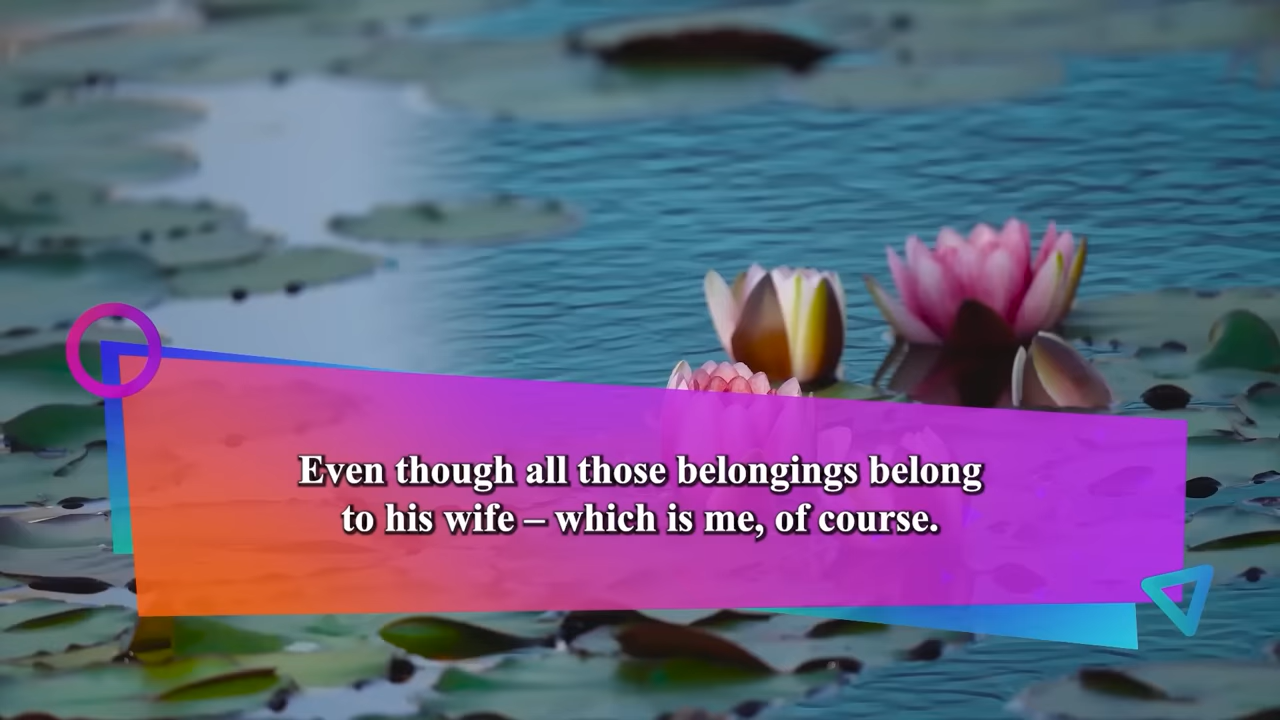 Even though all those belongings belong
to his wife – which is me, of course.